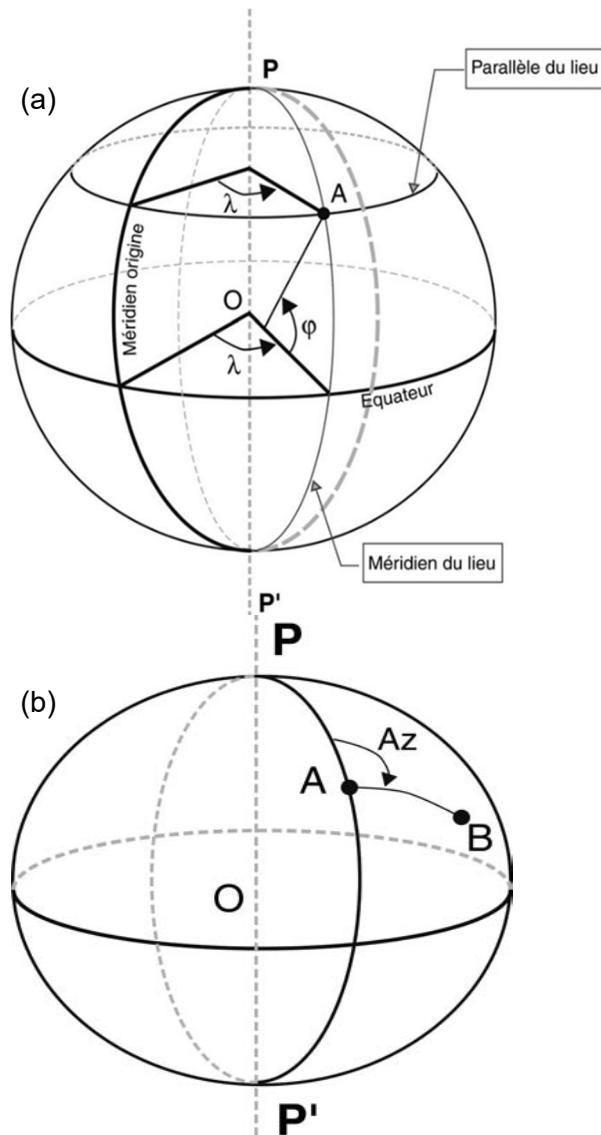 P
(a)
Parallèle du lieu
A
λ
Méridien origine
O
φ
λ
Equateur
Méridien du lieu
P'
P
(b)
Az
A
B
O
P'